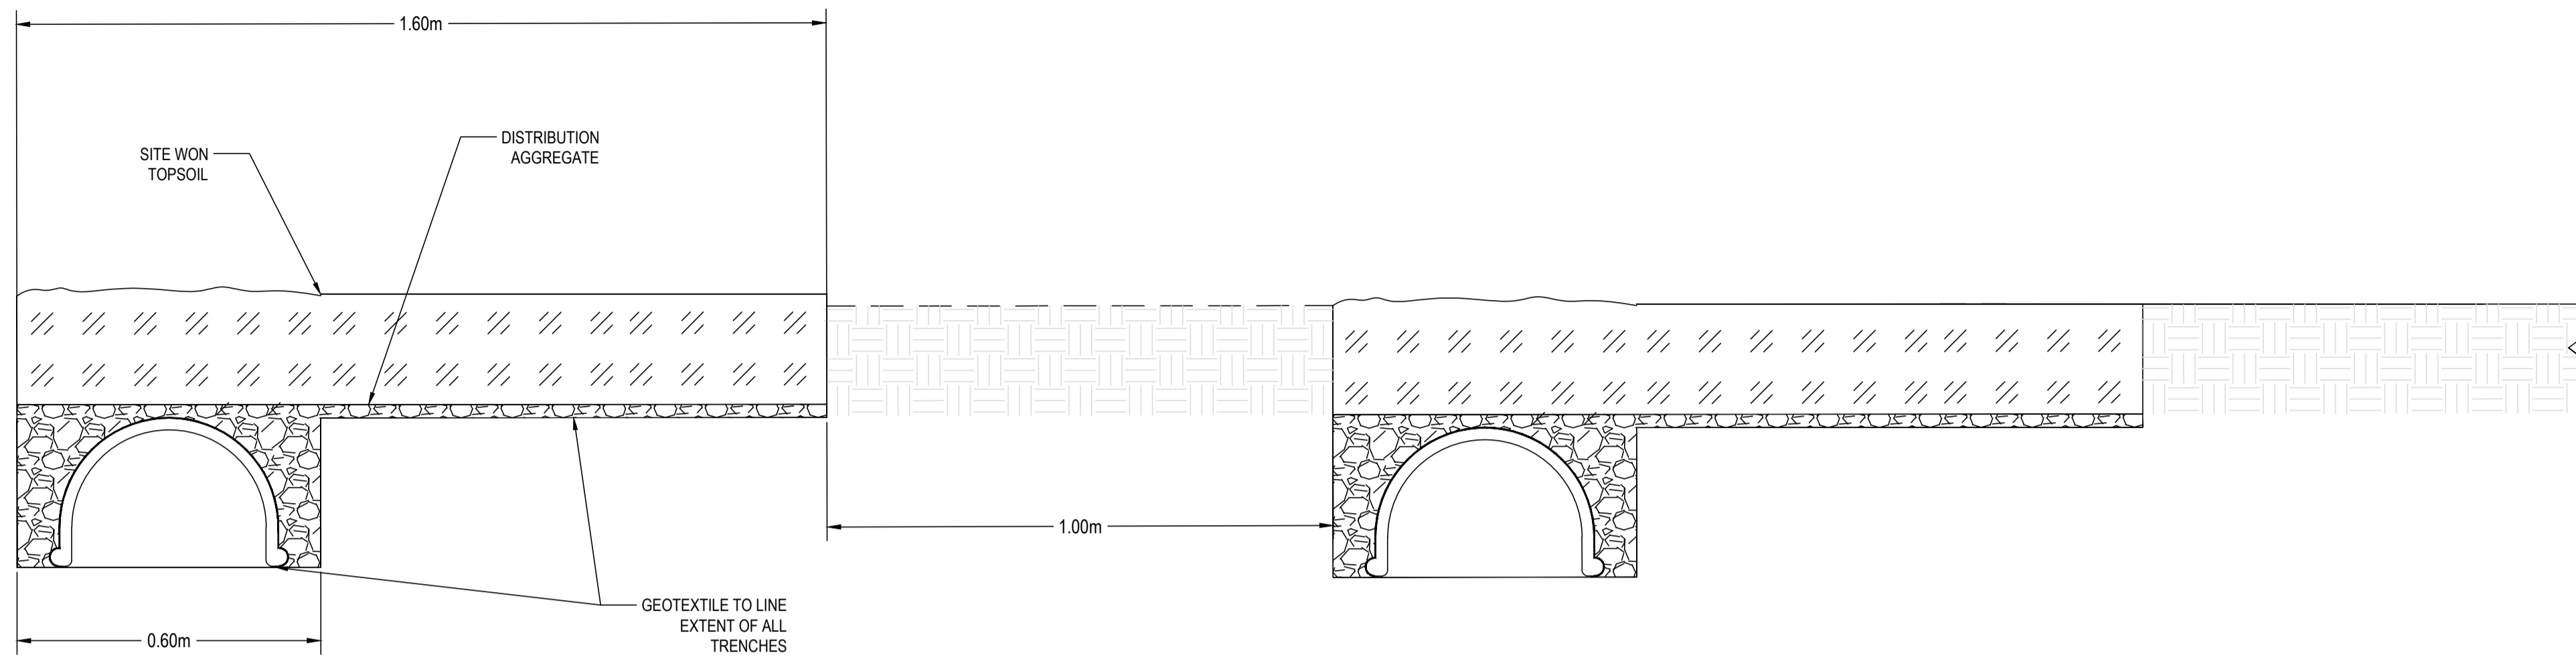 1.60m
SITE WON
TOPSOIL
DISTRIBUTION
AGGREGATE
1.00m
GEOTEXTILE TO LINE
EXTENT OF ALL
TRENCHES
0.60m